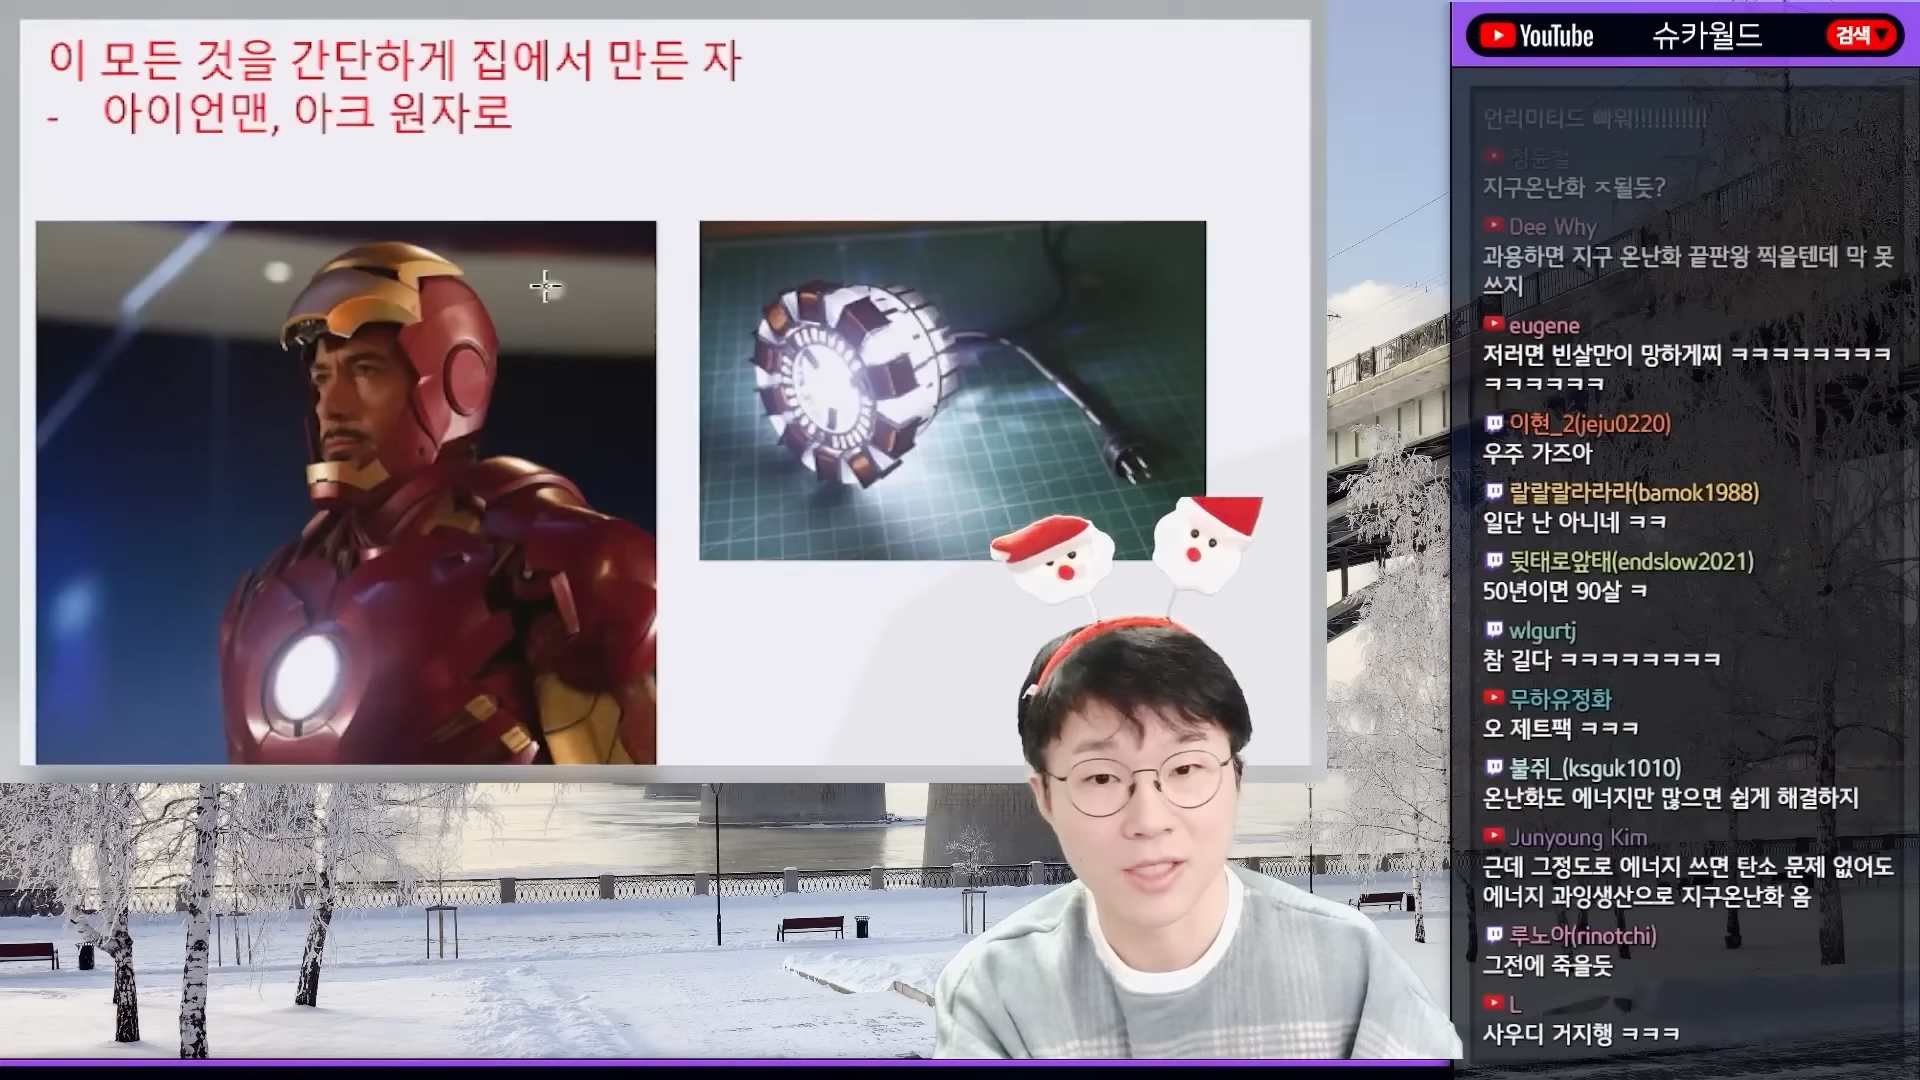 이 모든 것을 간단하게 집에서 만든 자
- 아이언맨, 아크 원자로
YouTube 슈카월드 검색
언리미티드 빠워!!!!!!!!!!!
정윤철
지구온난화 ㅈ될듯?
Dee Why
과용하면 지구 온난화 끝판왕 찍을텐데 막 못
쓰지
eugene
저러면 빈살만이 망하게찌 ㅋㅋㅋㅋㅋㅋㅋㅋ
ㅋㅋㅋㅋㅋㅋ
이현_2(jeju0220)
우주 가즈아
랄랄랄라라라(bamok1988)
일단 난 아니네 ㅋㅋ
뒷태로앞태(endslow2021)
50년이면 90살 ㅋ
wlgurtj
참 길다 ㅋㅋㅋㅋㅋㅋㅋㅋ
무하유정화
오 제트팩 ㅋㅋㅋ
불쥐_(ksguk1010)
온난화도 에너지만 많으면 쉽게 해결하지
Junyoung Kim
근데 그정도로 에너지 쓰면 탄소 문제 없어도
에너지 과잉생산으로 지구온난화 옴
루노아(rinotchi)
그전에 죽을듯
L
사우디 거지행 ㅋㅋㅋ